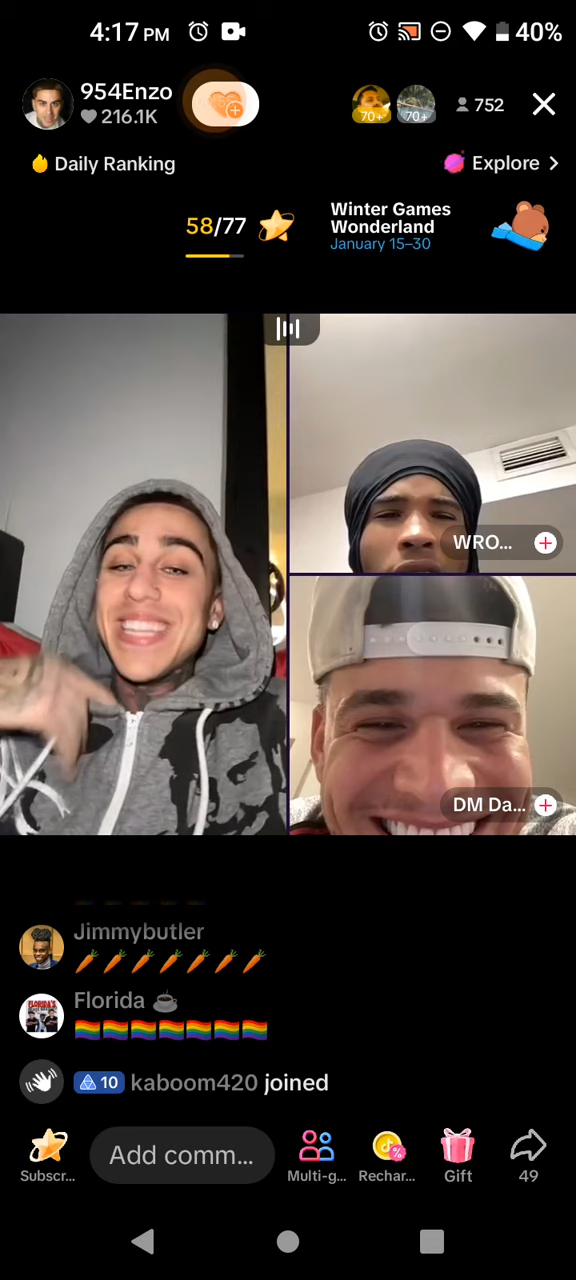 4:17 PM
40%
954Enzo
216.1K
70+
70+
752
Daily Ranking
Explore
58/77
Winter Games
Wonderland
January 15–30
WRO...
DM Da...
Jimmybutler
Florida
kaboom420 joined
10
Add comm...
Subscr...
Multi-g...
Rechar...
Gift
49